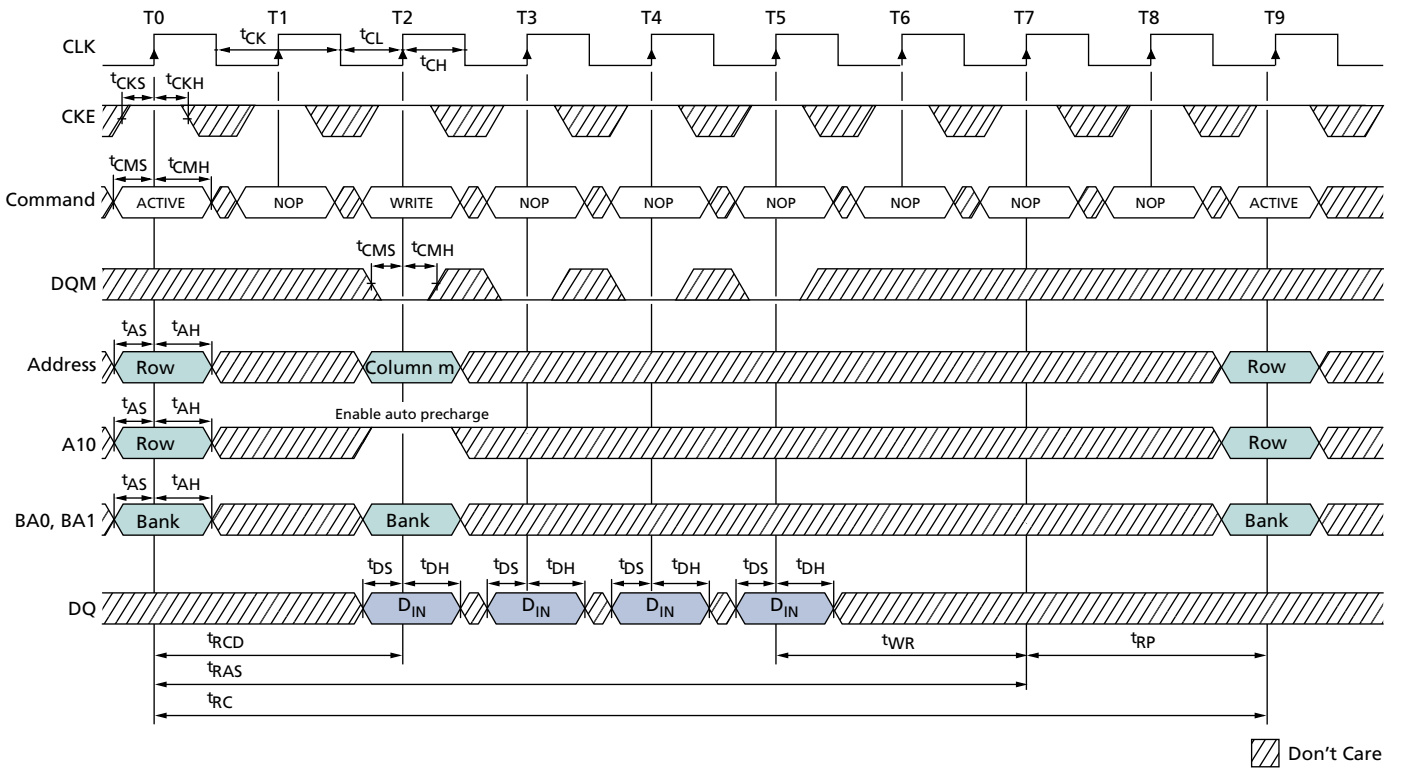 T0 T1 T2 T3 T4 T5 T6 T7 T8 T9
CLK
tCK tCL
tCH
tCKS tCKH
CKE
tCMS tCMH
Command ACTIVE NOP WRITE NOP NOP NOP NOP NOP NOP ACTIVE
tCMS tCMH
DQM
tAS tAH
Address Row Column m Row
tAS tAH
Enable auto precharge
A10 Row Row
tAS tAH
BA0, BA1 Bank Bank Bank
tDS tDH tDS tDH tDS tDH tDS tDH
DQ DIN DIN DIN DIN
tRCD tWR tRP
tRAS
tRC
Don't Care